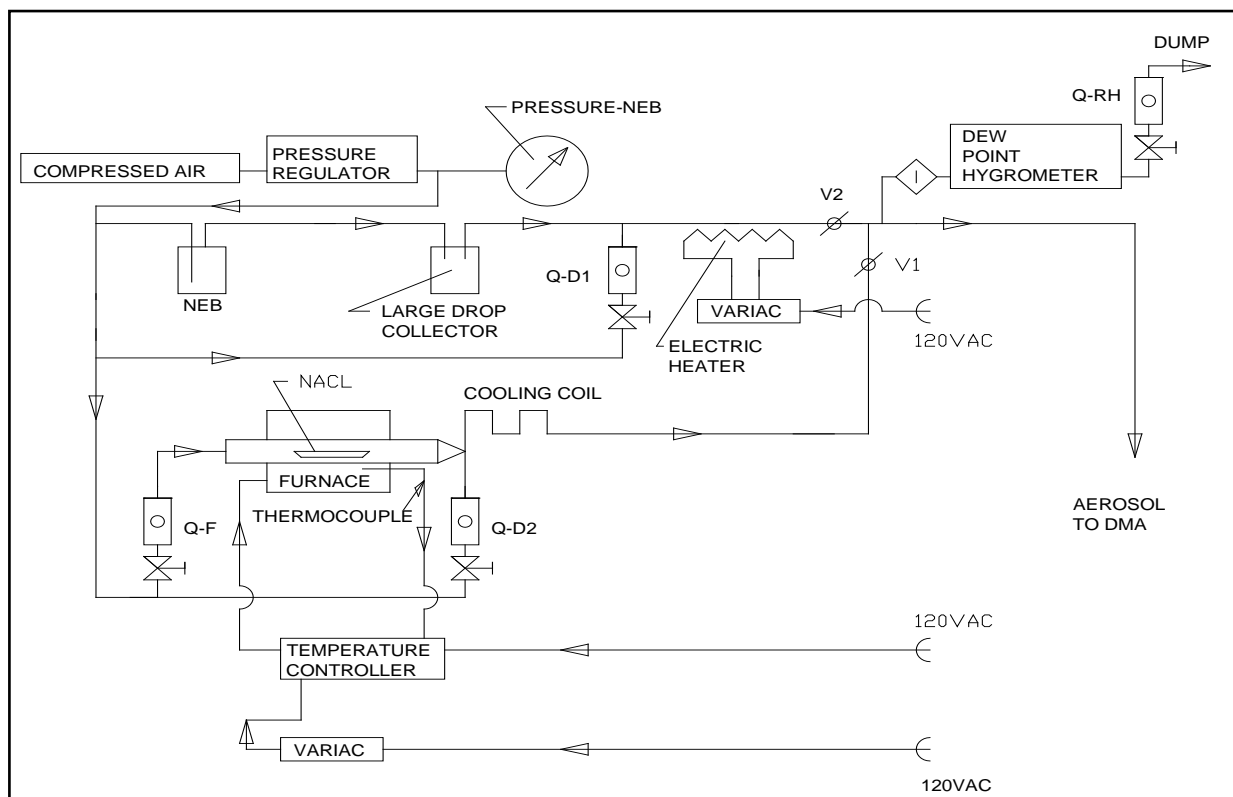 DUMP
Q-RH
PRESSURE-NEB
DEW
POINT
HYGROMETER
PRESSURE
REGULATOR
COMPRESSED AIR
I
V2
V1
Q-D1
NEB
LARGE DROP
COLLECTOR
VARIAC
120VAC
ELECTRIC
HEATER
NACL
COOLING COIL
FURNACE
THERMOCOUPLE
Q-F
Q-D2
AEROSOL
TO DMA
120VAC
TEMPERATURE
CONTROLLER
VARIAC
120VAC